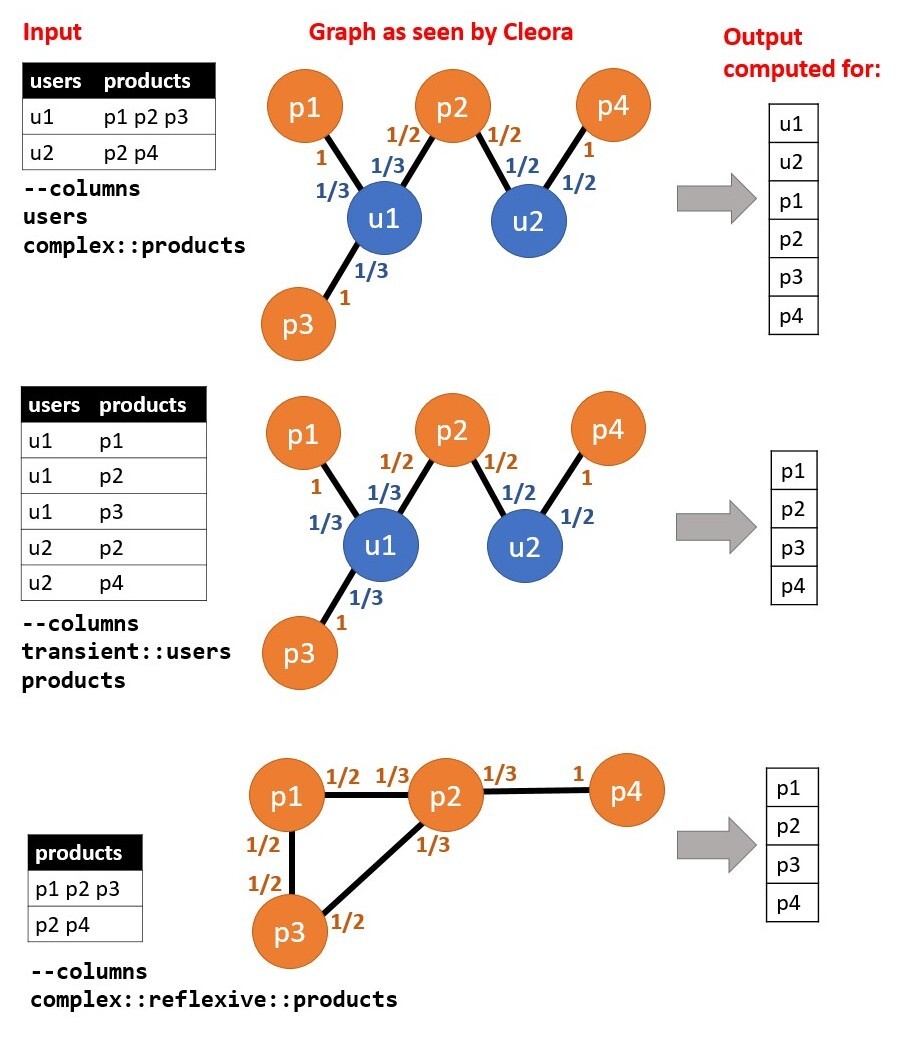 Input
Graph as seen by Cleora
Output
computed for:
users products
u1 p1 p2 p3
u2 p2 p4
--columns
users
complex::products
p1
p2
p4
1
1/2
1/2
1
1/3
1/3
1/2
1/2
u1
u2
1/3
1
p3
u1
u2
p1
p2
p3
p4
users products
u1 p1
u1 p2
u1 p3
u2 p2
u2 p4
--columns
transient::users
products
p1
p2
p4
1
1/2
1/2
1
1/3
1/3
1/2
1/2
u1
u2
1/3
1
p3
p1
p2
p3
p4
products
p1 p2 p3
p2 p4
--columns
complex::reflexive::products
p1
1/2
1/3
p2
1/3
1
p4
1/2
1/3
1/2
1/2
p3
p1
p2
p3
p4